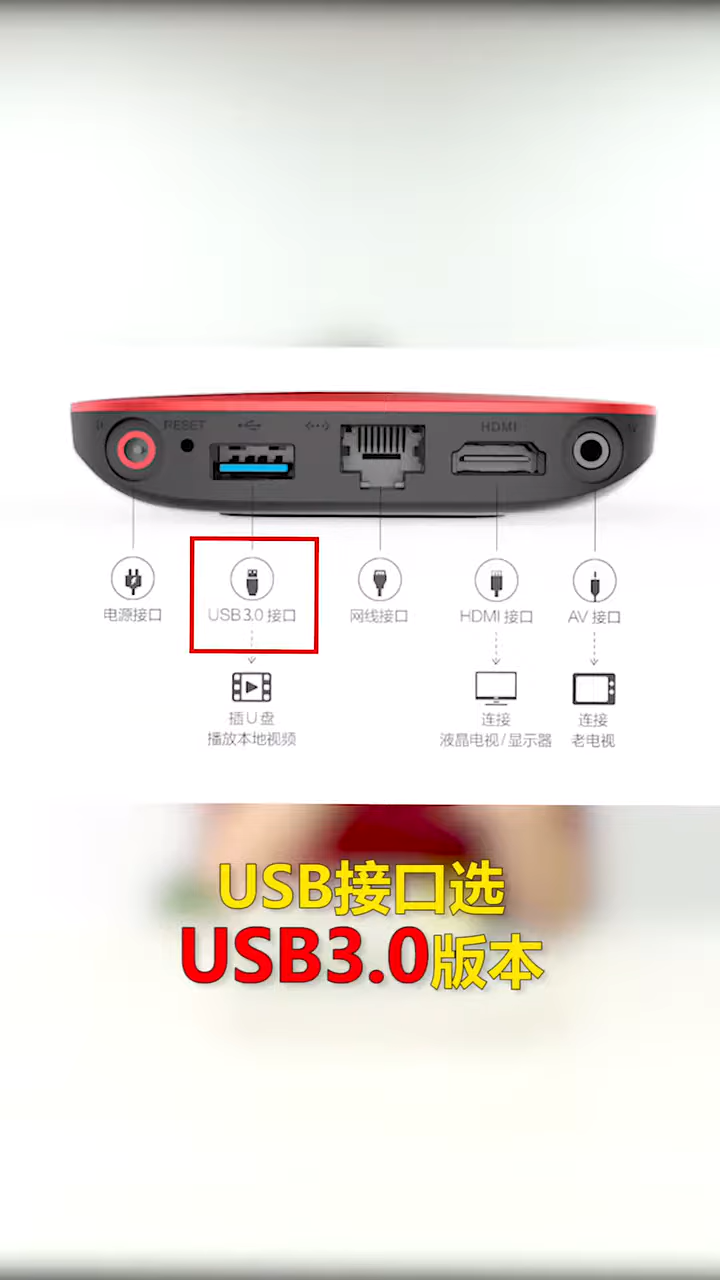 RESET
HDMI
电源接口
USB3.0 接口
网线接口
HDMI 接口
AV 接口
插U盘
播放本地视频
连接
液晶电视/显示器
连接
老电视
USB接口选
USB3.0版本